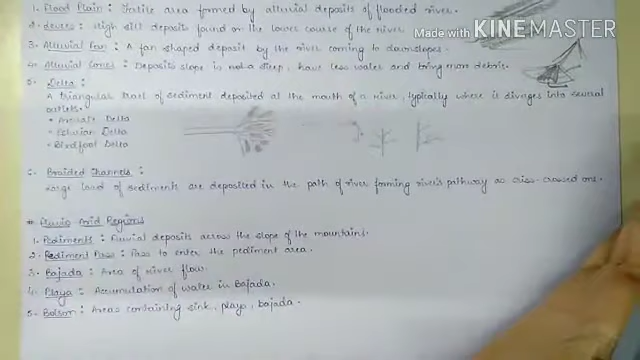 Made with KINEMASTER
1. Flood Plain : Fertile area formed by alluvial deposits of flooded river.
2. Levees : High silt deposits found on the lower course of the river
3. Alluvial Fan : A fan shaped deposit by the river coming to downslopes.
4. Alluvial Cones : Deposits slope is not a steep, have less water and bring more debris.
5. Delta :
A triangular tract of sediment deposited at the mouth of a river, typically where it diverges into several
outlets.
• Arcuate Delta
• Estuarian Delta
• Birdfoot Delta
6. Braided Channels :
Large load of sediments are deposited in the path of river forming river's pathway as criss-crossed one.
# Fluvio Arid Regions
1. Pediments : Fluvial deposits across the slope of the mountains.
2. Pediment Pass : Pass to enter the pediment area.
3. Bajada : Area of river flow.
4. Playa : Accumulation of water in Bajada.
5. Bolson : Areas containing sink, playa, bajada.